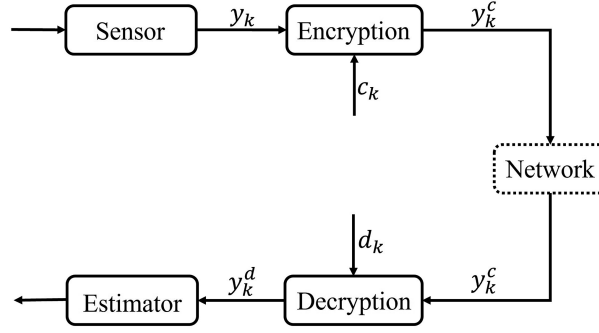 Sensor
y_k
Encryption
y_k^c
c_k
Network
d_k
Estimator
y_k^d
Decryption
y_k^c